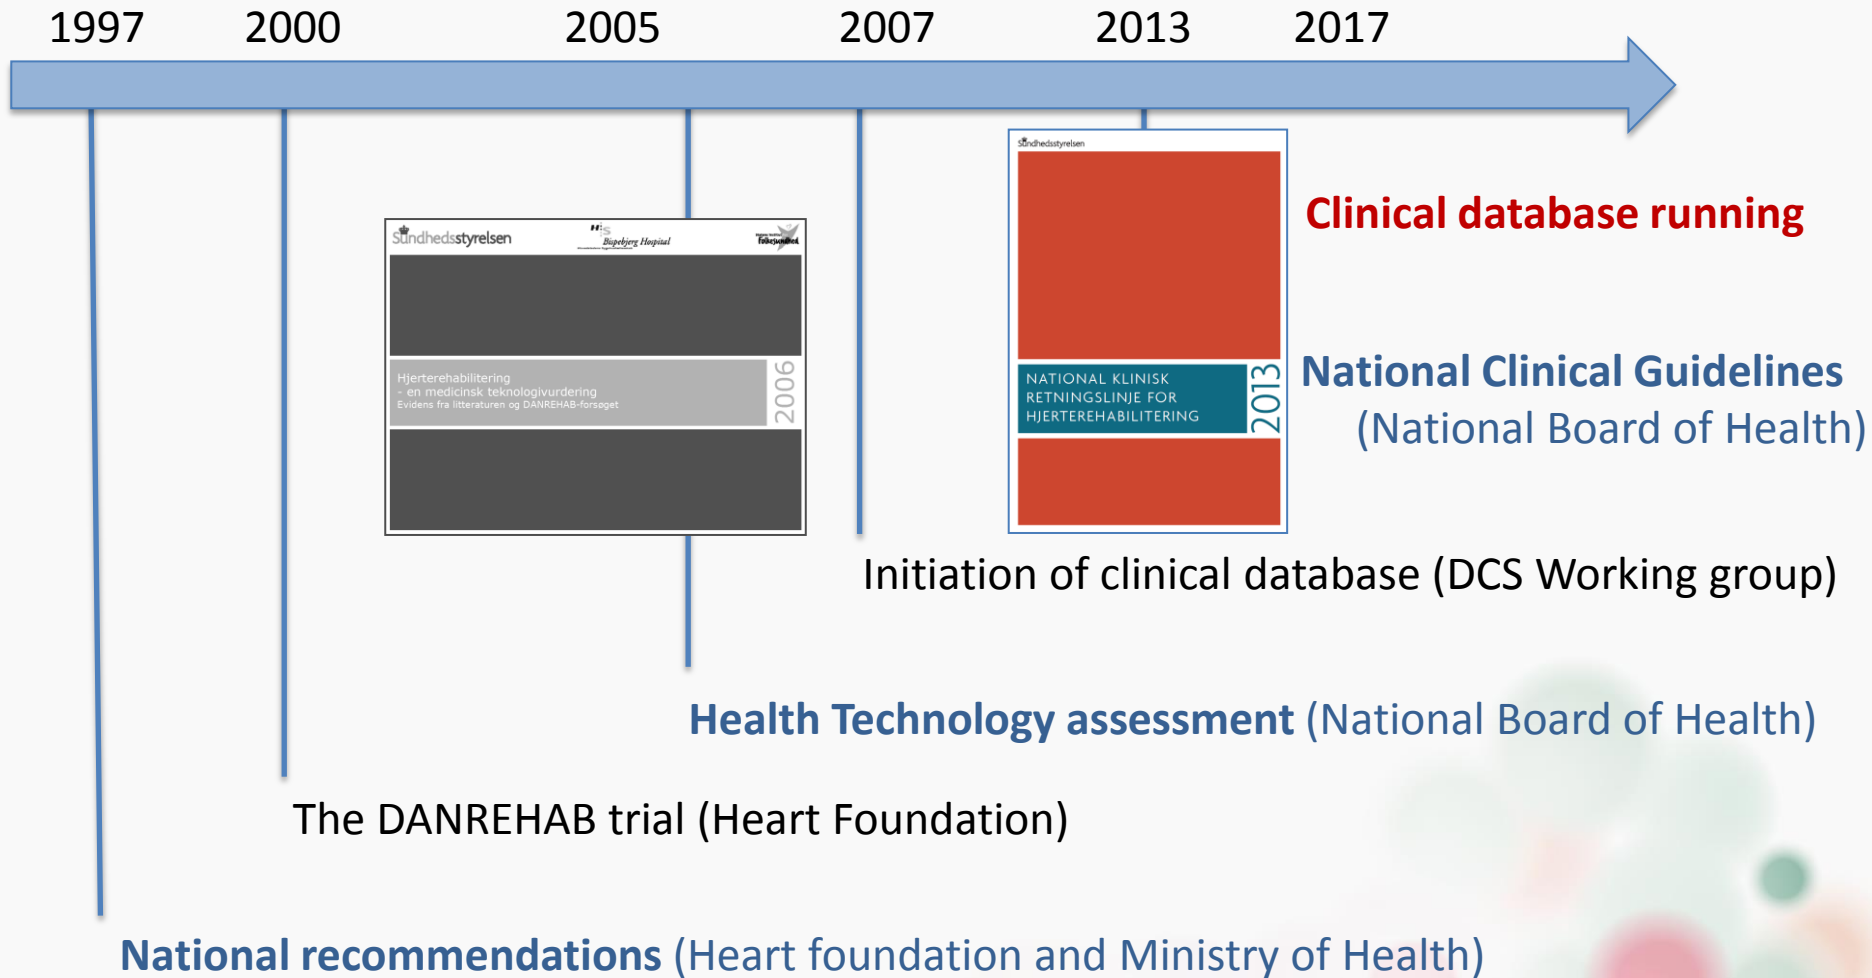 1997 2000 2005 2007 2013 2017
Sundhedsstyrelsen
Clinical database running
Sundhedsstyrelsen
H:S
Bispebjerg Hospital
Folkesundhed
Hjerterehabilitering
- en medicinsk teknologivurdering
Evidens fra litteraturen og DANREHAB-forsøget
2006
NATIONAL KLINISK
RETNINGSLINJE FOR
HJERTEREHABILITERING
2013
National Clinical Guidelines
(National Board of Health)
Initiation of clinical database (DCS Working group)
Health Technology assessment (National Board of Health)
The DANREHAB trial (Heart Foundation)
National recommendations (Heart foundation and Ministry of Health)